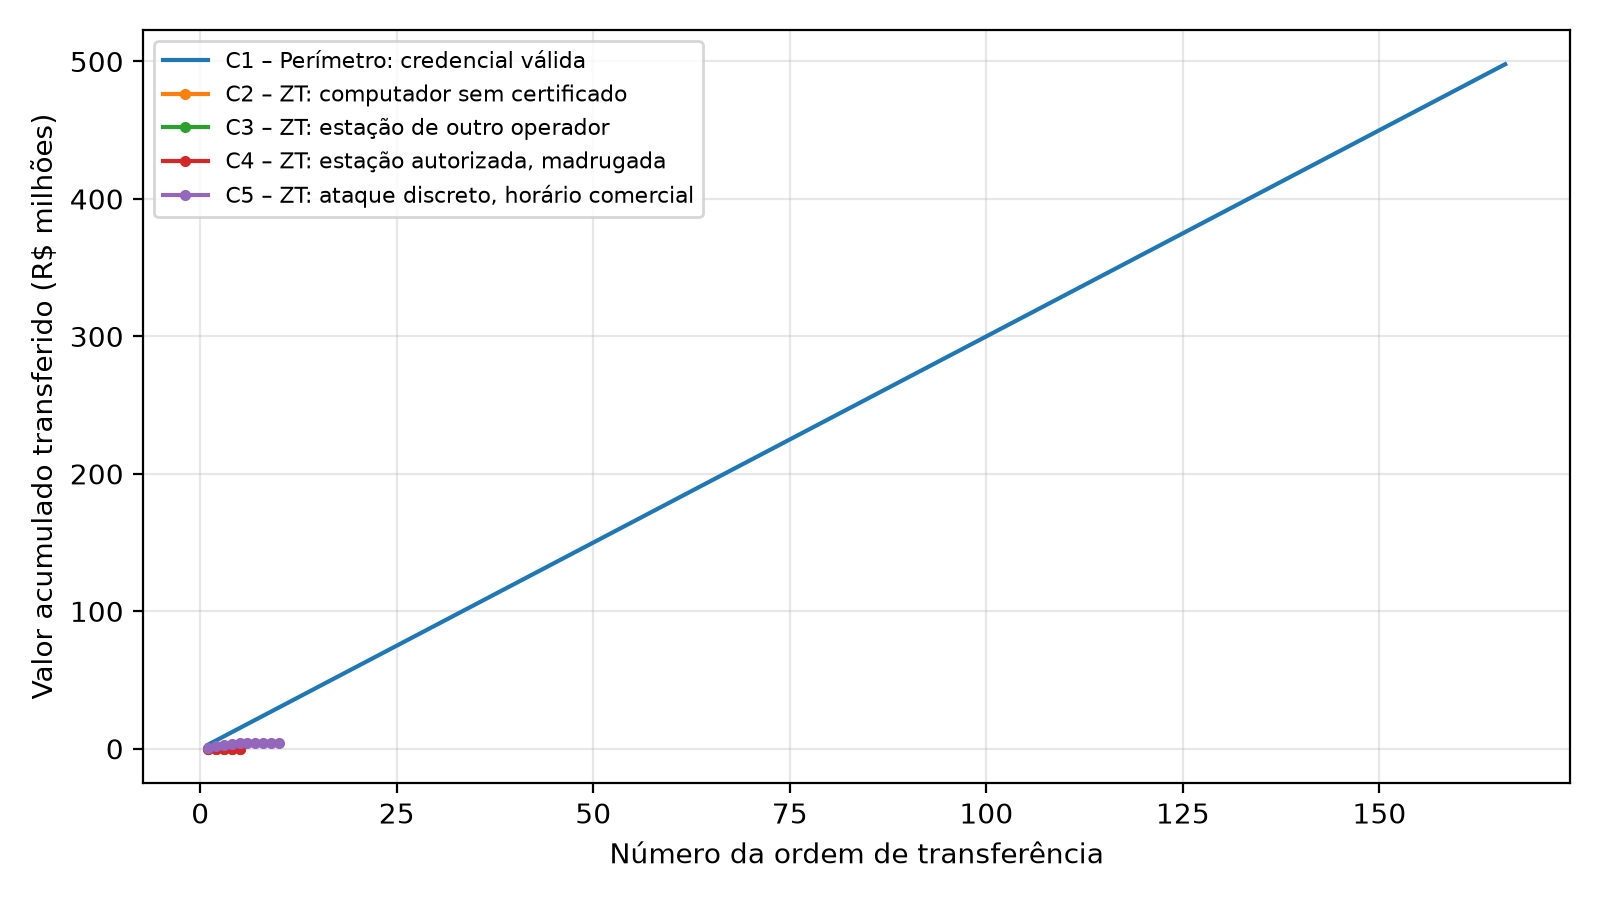 C1 – Perímetro: credencial válida
C2 – ZT: computador sem certificado
C3 – ZT: estação de outro operador
C4 – ZT: estação autorizada, madrugada
C5 – ZT: ataque discreto, horário comercial
Valor acumulado transferido (R$ milhões)
500
400
300
200
100
0
0 25 50 75 100 125 150
Número da ordem de transferência